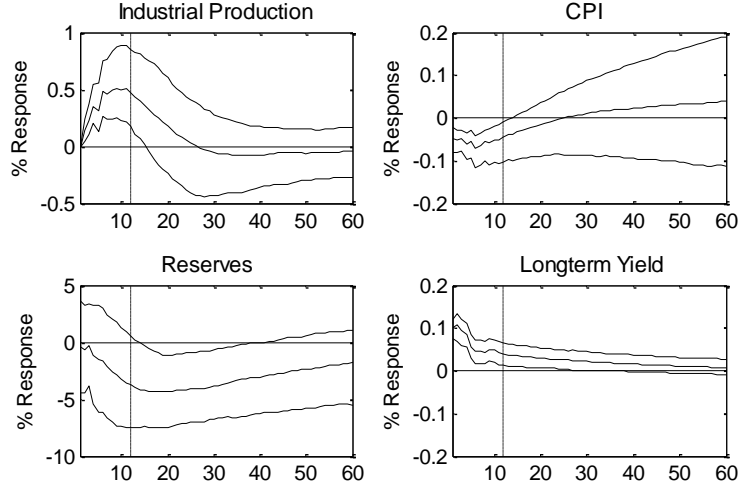 Industrial Production
% Response
1
0.5
0
-0.5
10 20 30 40 50 60
CPI
% Response
0.2
0.1
0
-0.1
-0.2
10 20 30 40 50 60
Reserves
% Response
5
0
-5
-10
10 20 30 40 50 60
Longterm Yield
% Response
0.2
0.1
0
-0.1
-0.2
10 20 30 40 50 60